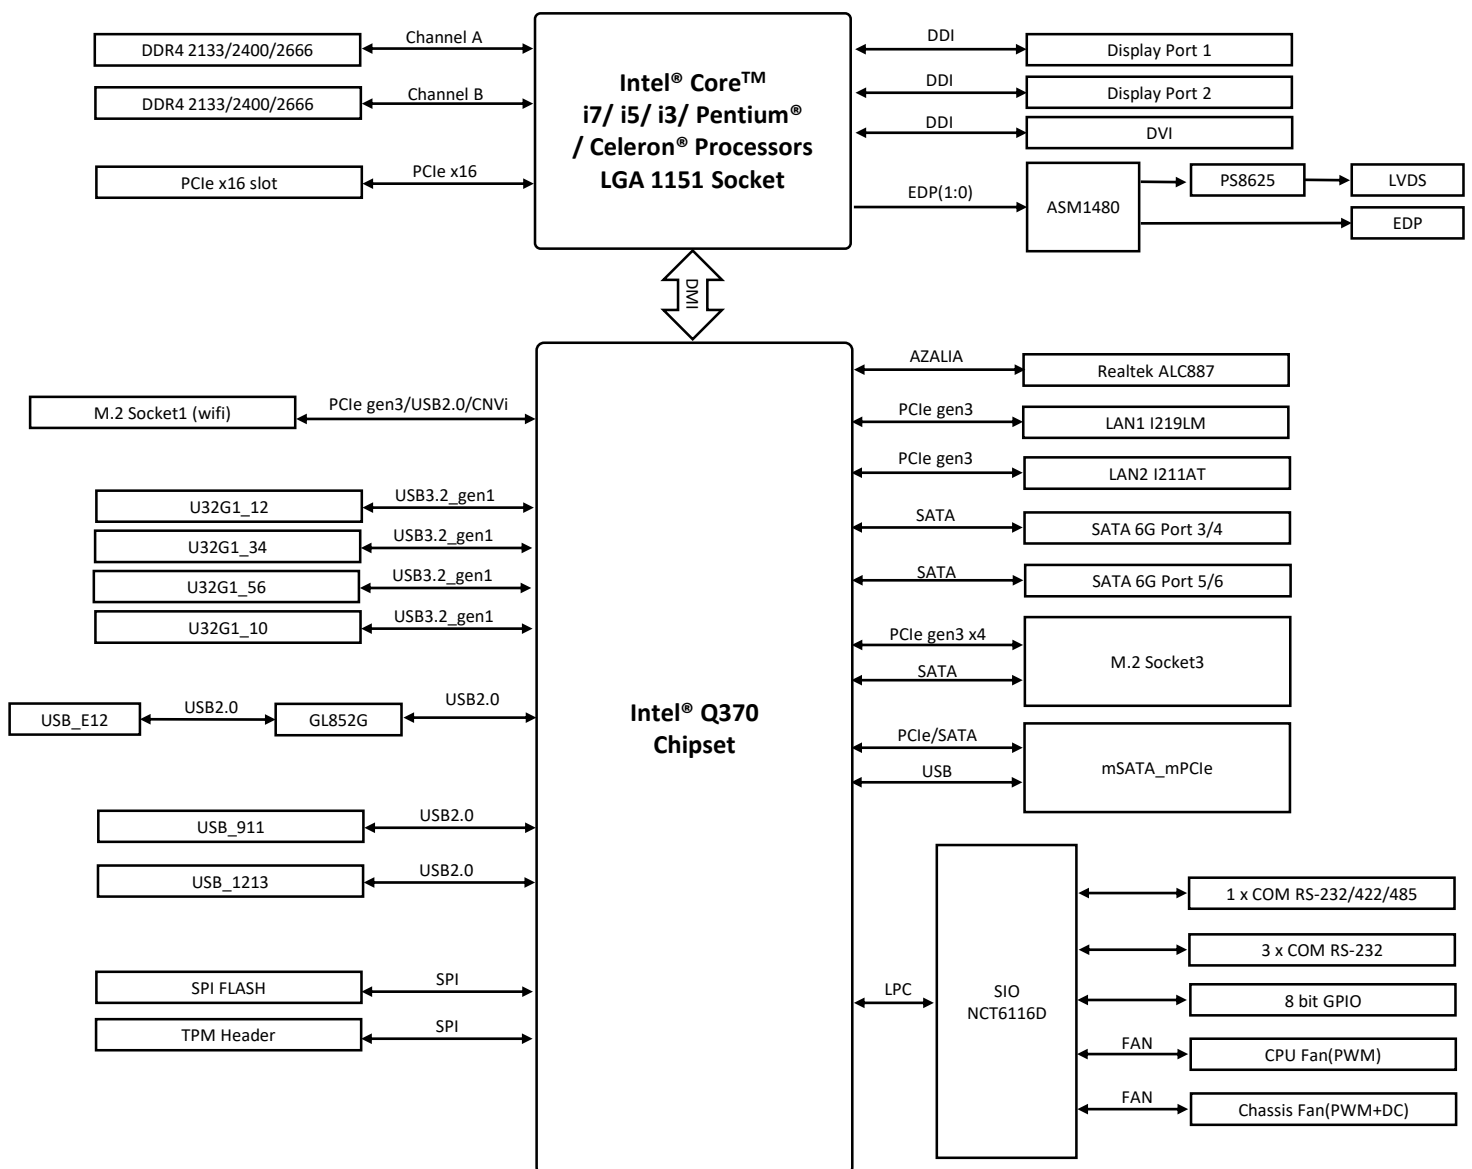 DDR4 2133/2400/2666
Channel A
DDR4 2133/2400/2666
Channel B
PCIe x16 slot
PCIe x16
Intel® Core™
i7/ i5/ i3/ Pentium®
/ Celeron® Processors
LGA 1151 Socket
DDI
Display Port 1
DDI
Display Port 2
DDI
DVI
EDP(1:0)
ASM1480
PS8625
LVDS
EDP
DMI
M.2 Socket1 (wifi)
PCIe gen3/USB2.0/CNVi
U32G1_12
USB3.2_gen1
U32G1_34
USB3.2_gen1
U32G1_56
USB3.2_gen1
U32G1_10
USB3.2_gen1
USB_E12
USB2.0
GL852G
USB2.0
USB_911
USB2.0
USB_1213
USB2.0
SPI FLASH
SPI
TPM Header
SPI
Intel® Q370
Chipset
AZALIA
Realtek ALC887
PCIe gen3
LAN1 I219LM
PCIe gen3
LAN2 I211AT
SATA
SATA 6G Port 3/4
SATA
SATA 6G Port 5/6
PCIe gen3 x4
SATA
M.2 Socket3
PCIe/SATA
USB
mSATA_mPCIe
LPC
SIO
NCT6116D
1 x COM RS-232/422/485
3 x COM RS-232
8 bit GPIO
FAN
CPU Fan(PWM)
FAN
Chassis Fan(PWM+DC)